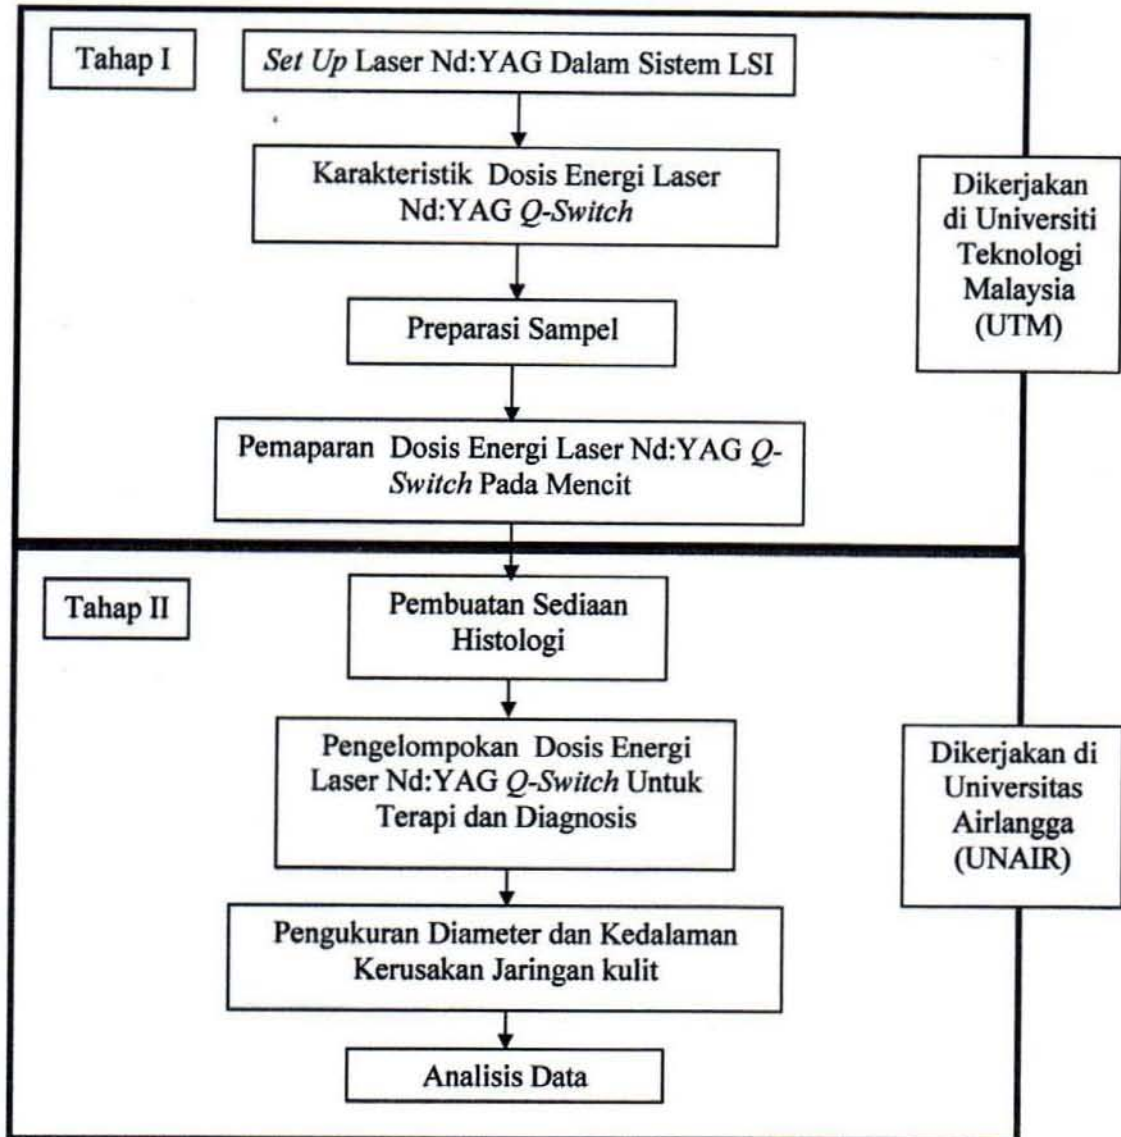 Tahap I
Set Up Laser Nd:YAG Dalam Sistem LSI
Karakteristik Dosis Energi Laser
Nd:YAG Q-Switch
Preparasi Sampel
Pemaparan Dosis Energi Laser Nd:YAG Q-
Switch Pada Mencit
Dikerjakan
di Universiti
Teknologi
Malaysia
(UTM)
Tahap II
Pembuatan Sediaan
Histologi
Pengelompokan Dosis Energi
Laser Nd:YAG Q-Switch Untuk
Terapi dan Diagnosis
Pengukuran Diameter dan Kedalaman
Kerusakan Jaringan kulit
Analisis Data
Dikerjakan di
Universitas
Airlangga
(UNAIR)